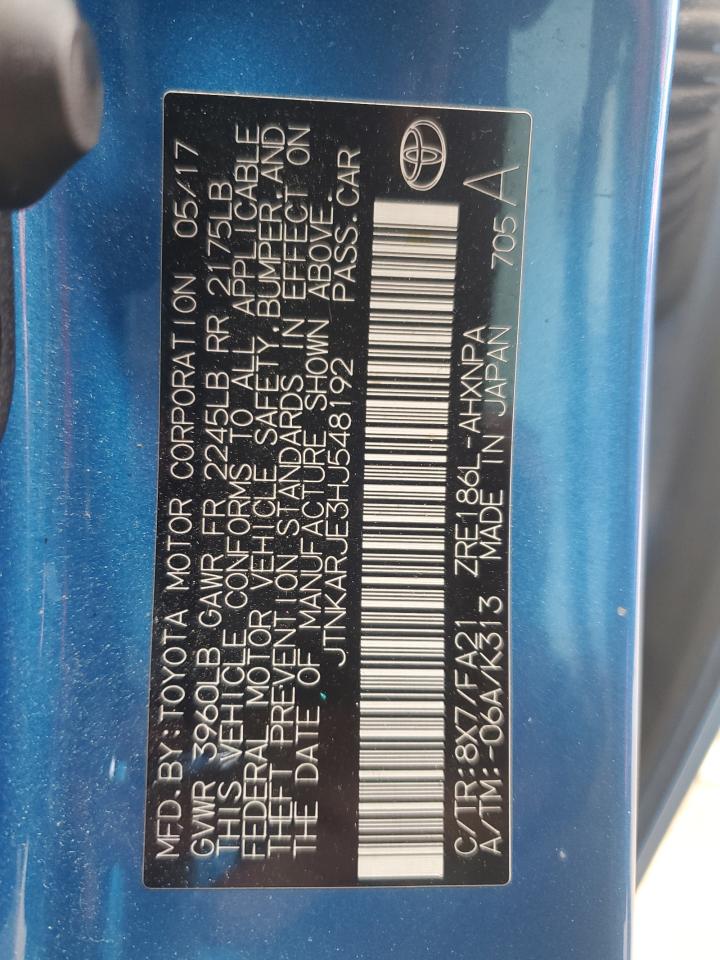 MFD.BY:TOYOTA MOTOR CORPORATION 05/17
GVWR 3960LB GAWR FR 2245LB RR 2175LB
THIS VEHICLE CONFORMS TO ALL APPLICABLE
FEDERAL MOTOR VEHICLE SAFETY.BUMPER.AND
THEFT PREVENTION STANDARDS IN EFFECT ON
THE DATE OF MANUFACTURE SHOWN ABOVE.
JTNKARJE3HJ548192 PASS.CAR
C/TR:8X7/FA21 ZRE186L-AHXNPA
A/TM:-06A/K313 MADE IN JAPAN 705 A